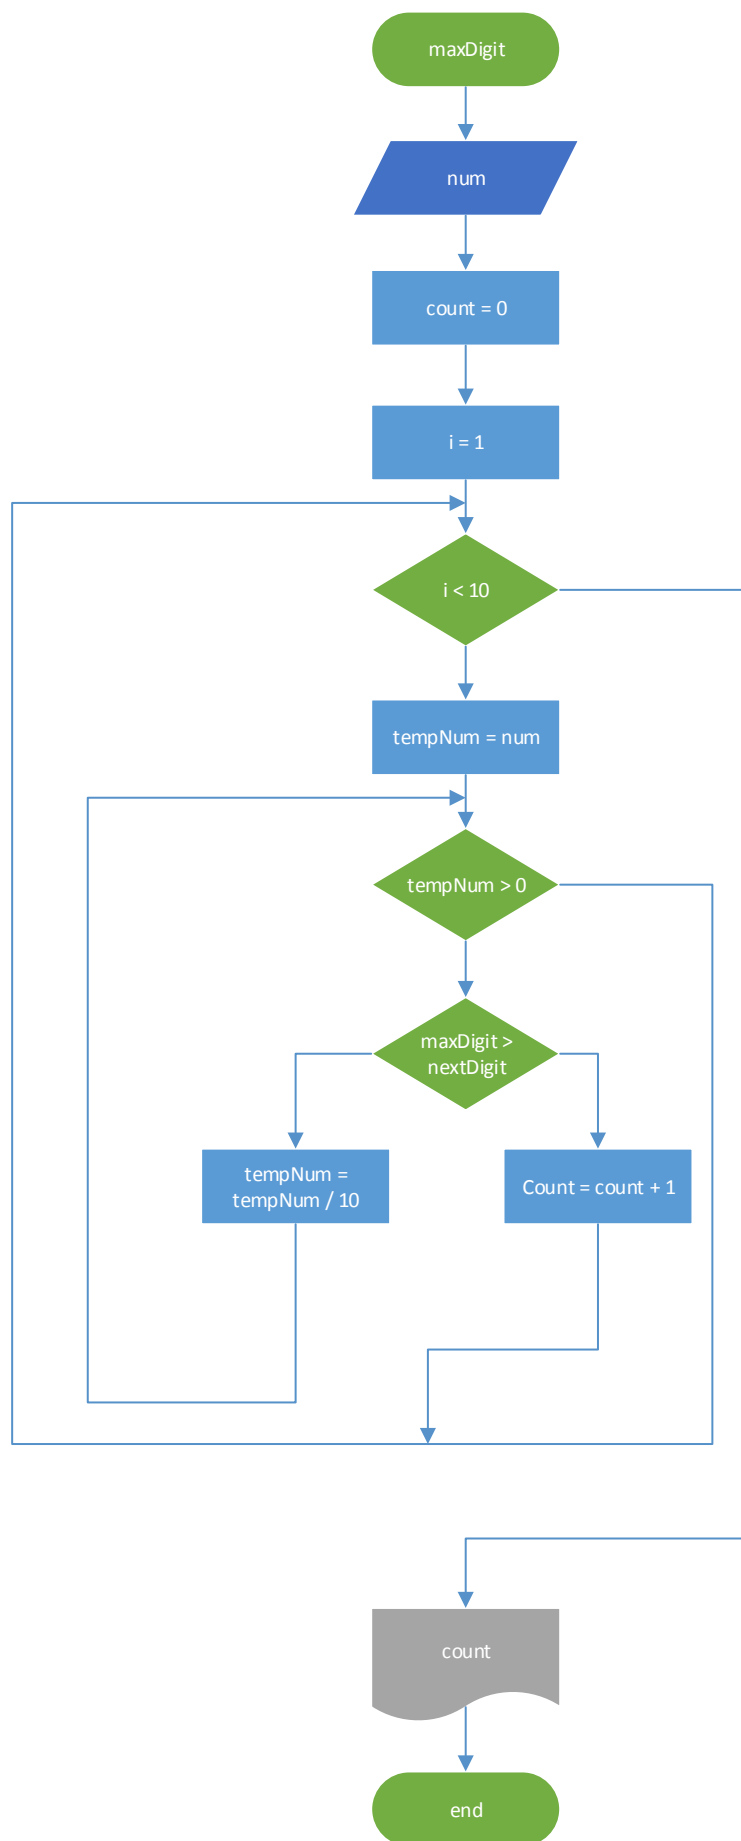 maxDigit
num
count = 0
i = 1
i < 10
tempNum = num
tempNum > 0
maxDigit >
nextDigit
tempNum =
tempNum / 10
Count = count + 1
count
end